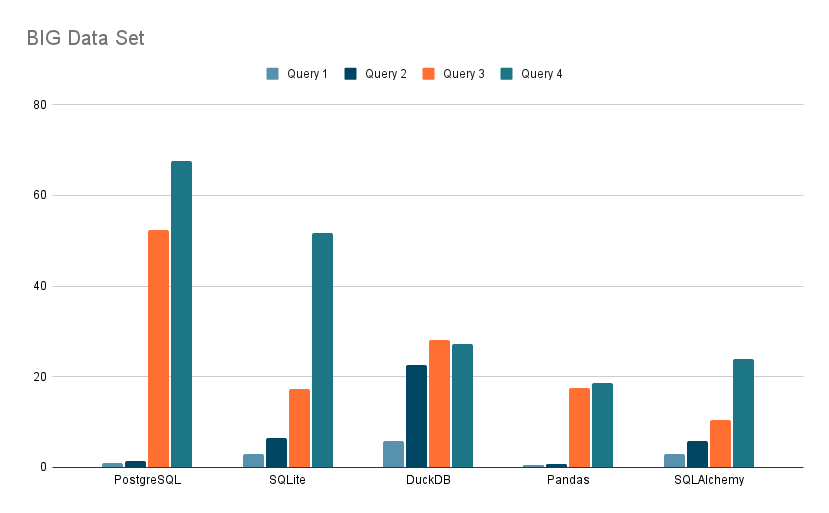 BIG Data Set
Query 1 Query 2 Query 3 Query 4
80
60
40
20
0
PostgreSQL SQLite DuckDB Pandas SQLAlchemy